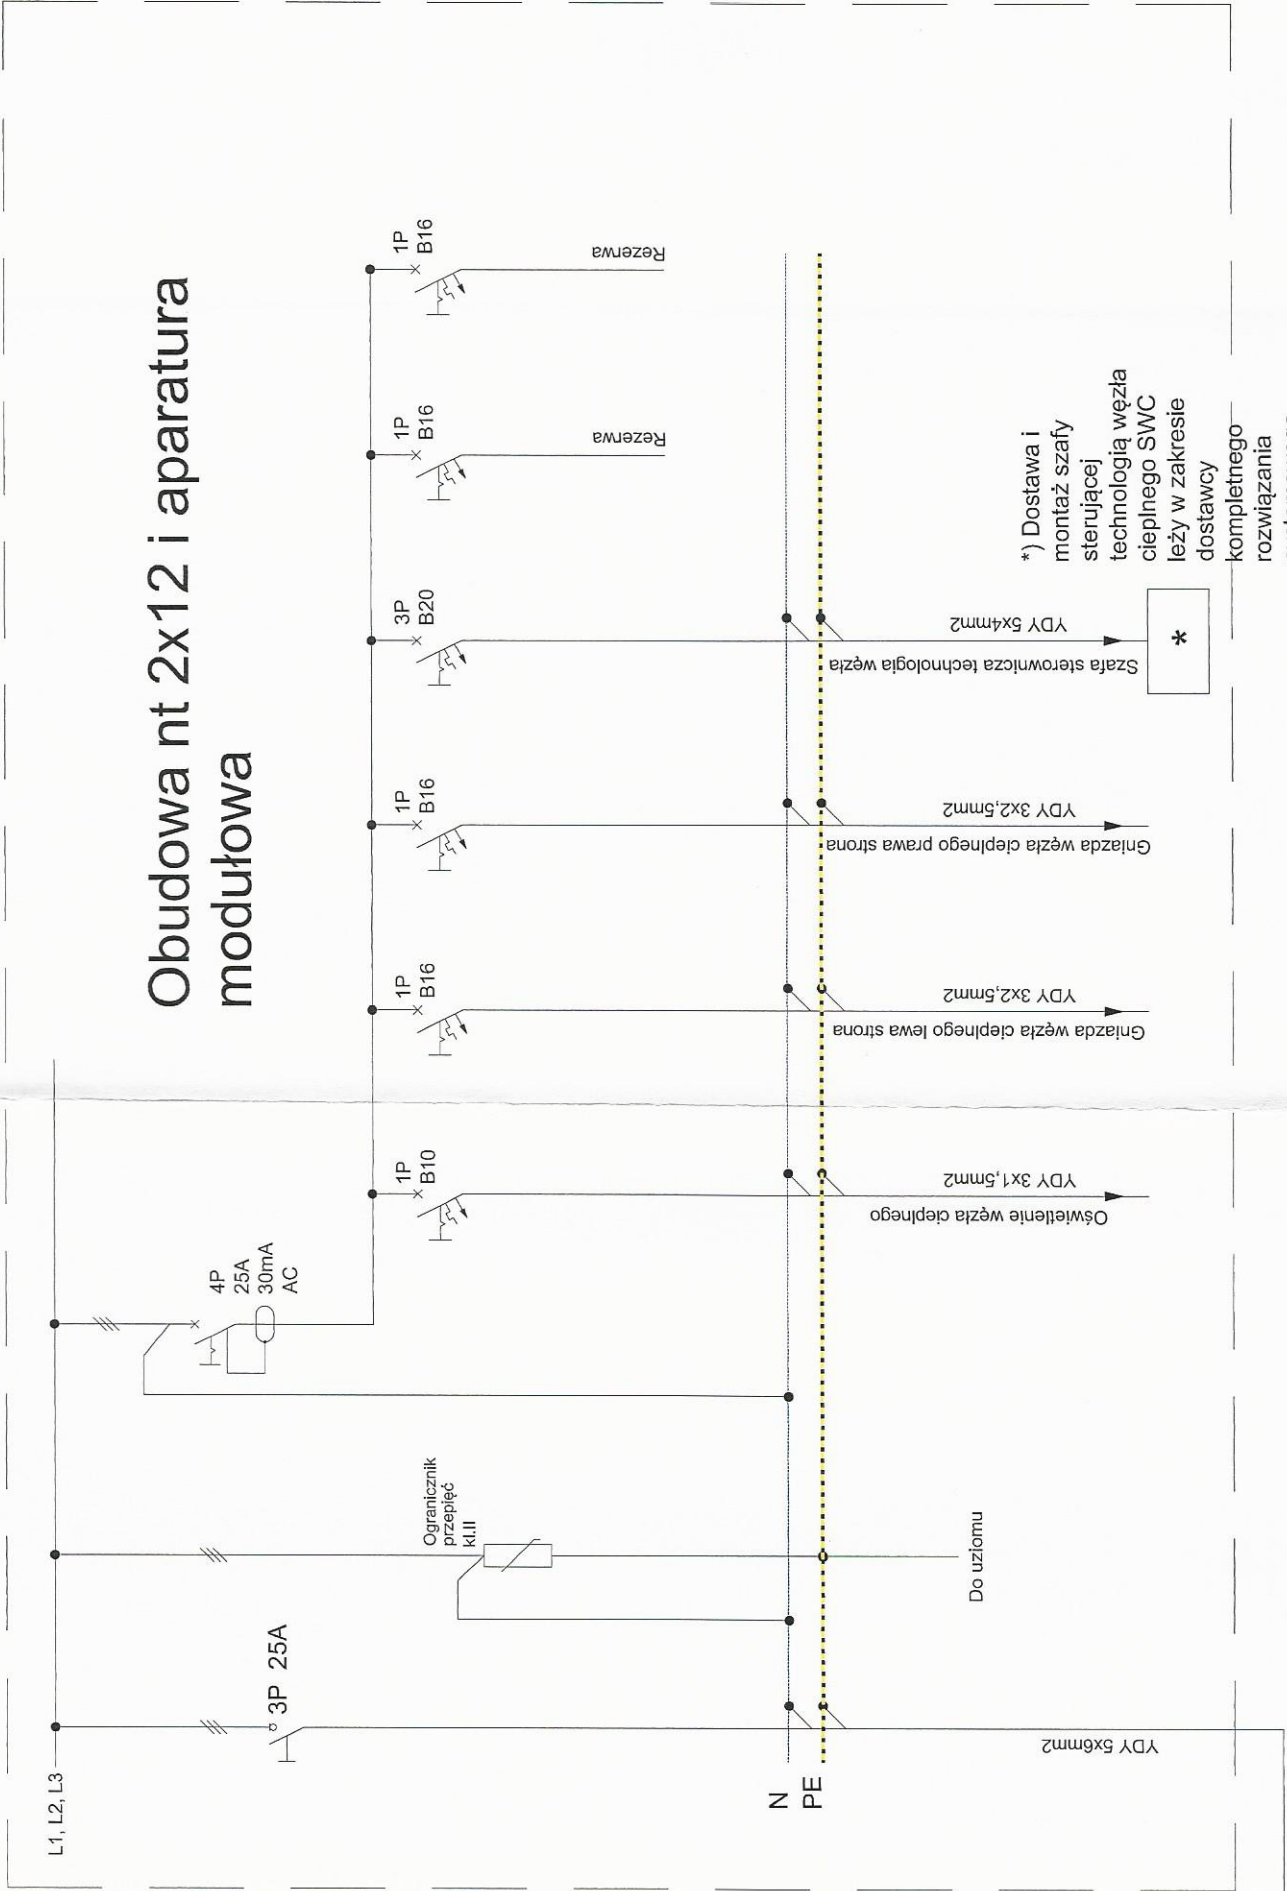 Obudowa nt 2x12 i aparatura
modułowa
L1, L2, L3
3P 25A
YDY 5x6mm2
Ogranicznik
przepięć
kl.II
Do uziomu
4P
25A
30mA
AC
1P
B10
Oświetlenie węzła cieplnego
YDY 3x1,5mm2
1P
B16
Gniazda węzła cieplnego lewa strona
YDY 3x2,5mm2
1P
B16
Gniazda węzła cieplnego prawa strona
YDY 3x2,5mm2
3P
B20
Szafa sterownicza technologia węzła
YDY 5x4mm2
*
1P
B16
Rezerwa
1P
B16
Rezerwa
N
PE
*) Dostawa i
montaż szafy
sterującej
technologią węzła
cieplnego SWC
leży w zakresie
dostawcy
kompletnego
rozwiązania